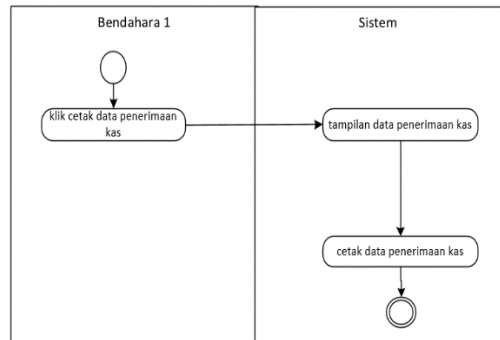 Bendahara 1
Sistem
klik cetak data penerimaan
kas
tampilan data penerimaan kas
cetak data penerimaan kas